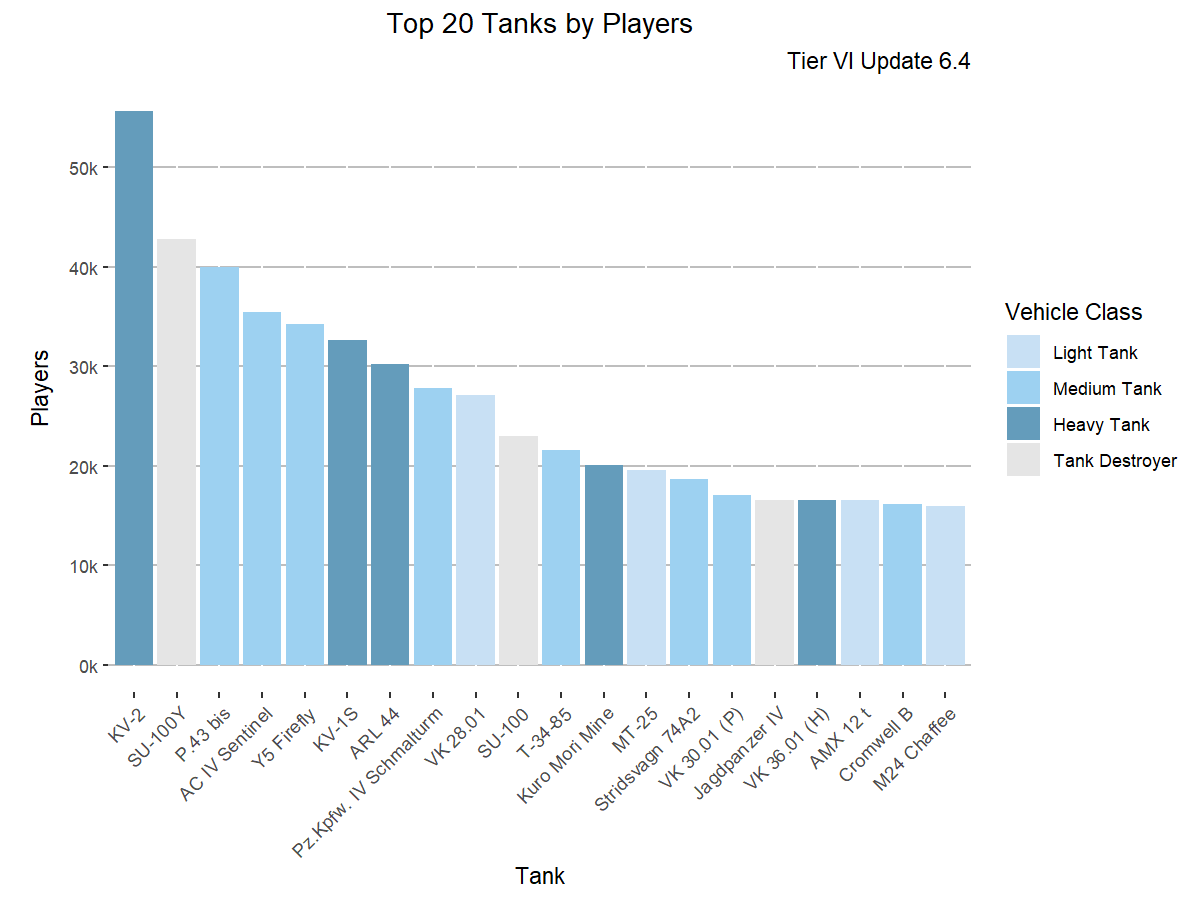 Top 20 Tanks by Players
Tier VI Update 6.4
Players
50k
40k
30k
20k
10k
0k
KV-2
SU-100Y
P.43 bis
AC IV Sentinel
Y5 Firefly
KV-1S
ARL 44
Pz.Kpfw. IV Schmalturm
VK 28.01
SU-100
T-34-85
Kuro Mori Mine
MT-25
Stridsvagn 74A2
VK 30.01 (P)
Jagdpanzer IV
VK 36.01 (H)
AMX 12 t
Cromwell B
M24 Chaffee
Tank
Vehicle Class
Light Tank
Medium Tank
Heavy Tank
Tank Destroyer